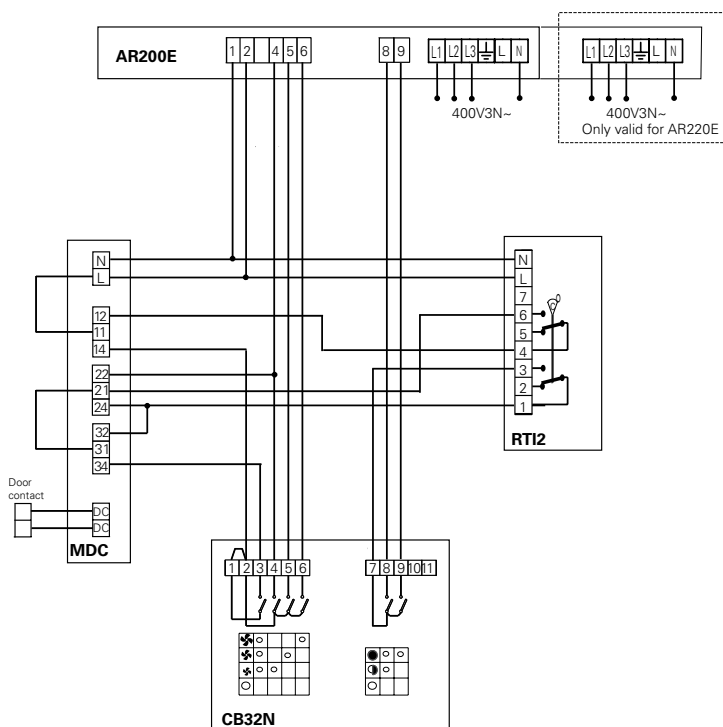 AR200E
1 2 4 5 6
8 9
L1 L2 L3 L N
L1 L2 L3 L N
400V3N~
400V3N~
Only valid for AR220E
N
L
12
11
14
22
21
24
32
31
34
DC
DC
Door
contact
MDC
N
L
7
6
5
4
3
2
1
0
RTI2
1 2 3 4 5 6
7 8 9 10 11
CB32N